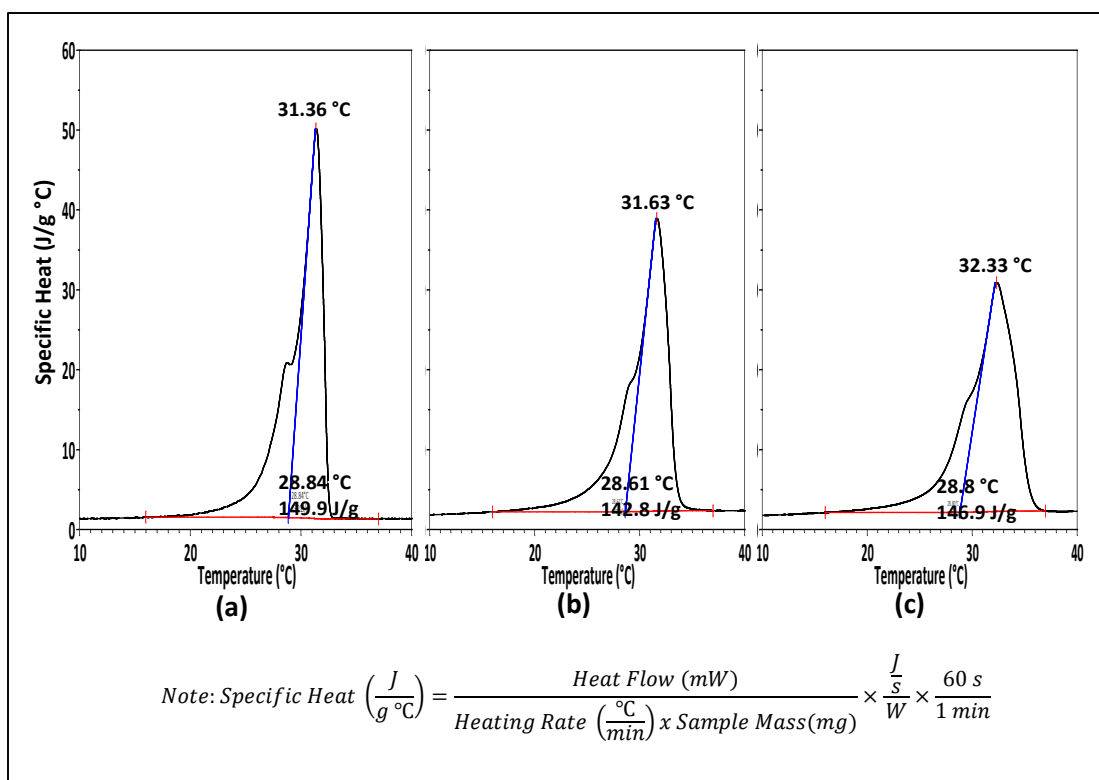 60
50
40
30
20
10
0
Specific Heat (J/g °C)
31.36 °C
28.84 °C
28.84°C
149.9 J/g
10 20 30 40
Temperature (°C)
(a)
31.63 °C
28.61 °C
142.8 J/g
10 20 30 40
Temperature (°C)
(b)
32.33 °C
28.8 °C
146.9 J/g
10 20 30 40
Temperature (°C)
(c)
Note: Specific Heat (J/g °C) = Heat Flow (mW) / Heating Rate (°C/min) x Sample Mass(mg) × J/s / W × 60 s / 1 min